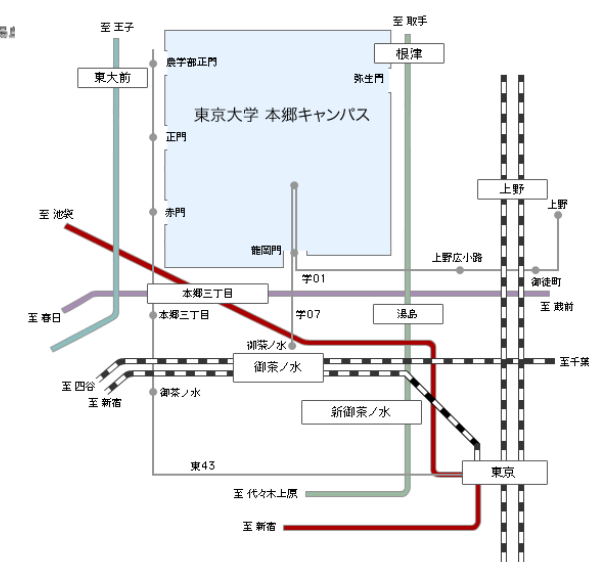 至 王子
至 取手
東大前
農学部正門
根津
弥生門
東京大学 本郷キャンパス
正門
上野
上野
至 池袋
赤門
龍岡門
上野広小路
御徒町
学01
本郷三丁目
至 蔵前
至 春日
本郷三丁目
学07
湯島
御茶ノ水
御茶ノ水
至千葉
至 四谷
至 新宿
御茶ノ水
新御茶ノ水
東43
東京
至 代々木上原
至 新宿